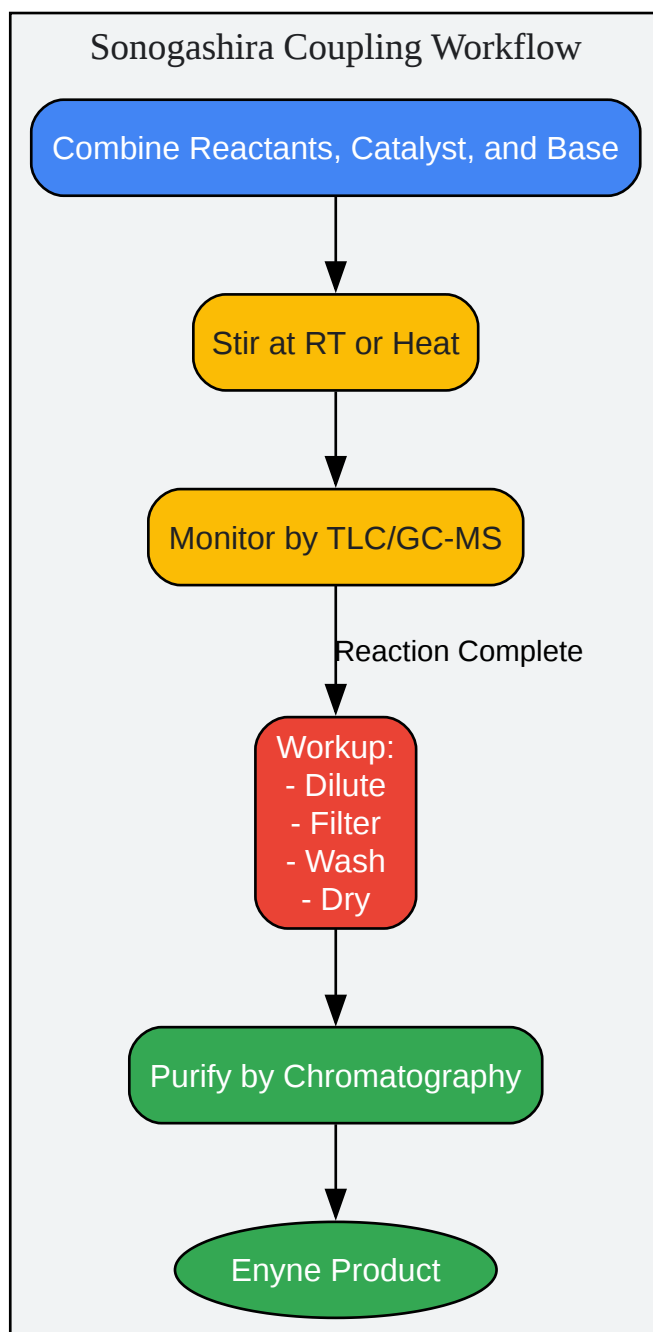 Sonogashira Coupling Workflow
Combine Reactants, Catalyst, and Base
Stir at RT or Heat
Monitor by TLC/GC-MS
Reaction Complete
Workup:
- Dilute
- Filter
- Wash
- Dry
Purify by Chromatography
Enyne Product